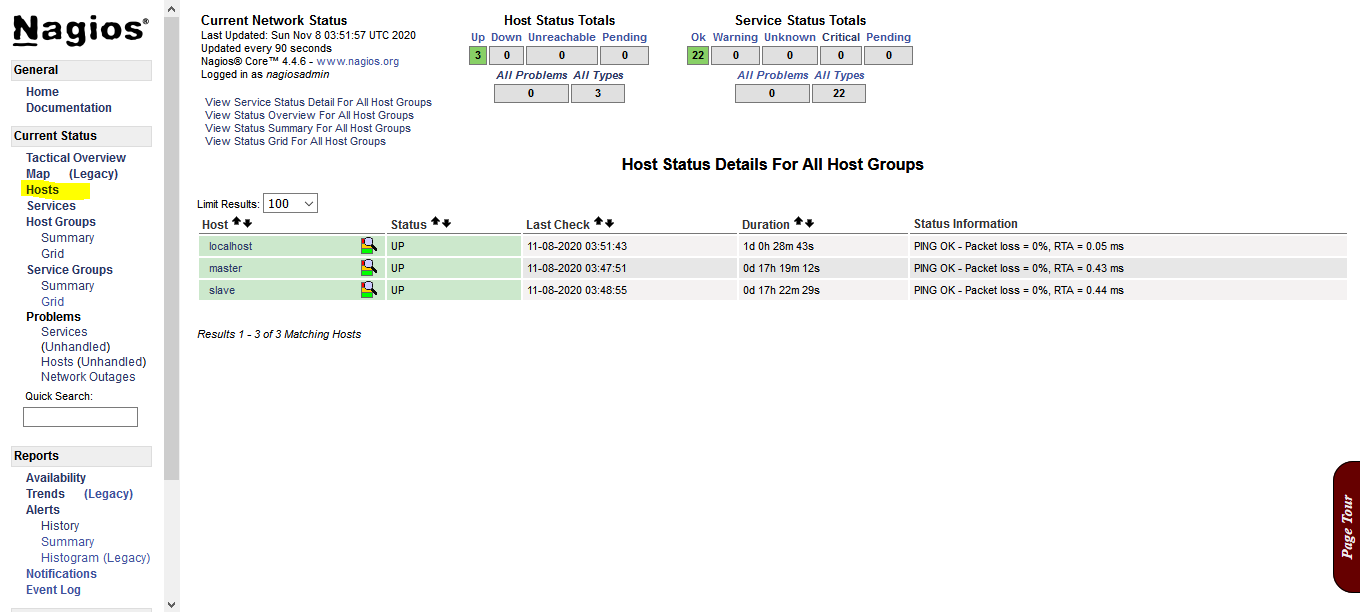 Nagios®
General
Home
Documentation
Current Status
Tactical Overview
Map (Legacy)
Hosts
Services
Host Groups
Summary
Grid
Service Groups
Summary
Grid
Problems
Services
(Unhandled)
Hosts (Unhandled)
Network Outages
Quick Search:
Reports
Availability
Trends (Legacy)
Alerts
History
Summary
Histogram (Legacy)
Notifications
Event Log
Current Network Status
Last Updated: Sun Nov 8 03:51:57 UTC 2020
Updated every 90 seconds
Nagios® Core™ 4.4.6 - www.nagios.org
Logged in as nagiosadmin
View Service Status Detail For All Host Groups
View Status Overview For All Host Groups
View Status Summary For All Host Groups
View Status Grid For All Host Groups
Host Status Totals
Up Down Unreachable Pending
3 0 0 0
All Problems All Types
0 3
Service Status Totals
Ok Warning Unknown Critical Pending
22 0 0 0 0
All Problems All Types
0 22
Host Status Details For All Host Groups
Limit Results: 100
Host Status Last Check Duration Status Information
localhost UP 11-08-2020 03:51:43 1d 0h 28m 43s PING OK - Packet loss = 0%, RTA = 0.05 ms
master UP 11-08-2020 03:47:51 0d 17h 19m 12s PING OK - Packet loss = 0%, RTA = 0.43 ms
slave UP 11-08-2020 03:48:55 0d 17h 22m 29s PING OK - Packet loss = 0%, RTA = 0.44 ms
Results 1 - 3 of 3 Matching Hosts
Page Tour